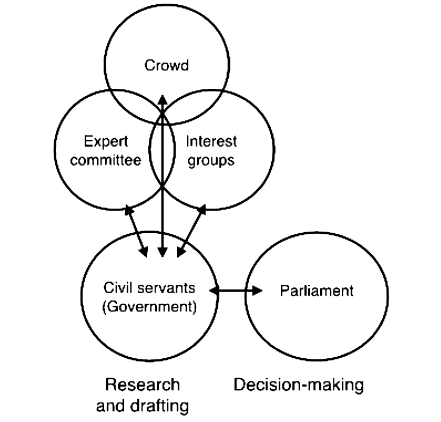 Crowd
Expert
committee
Interest
groups
Civil servants
(Government)
Parliament
Research
and drafting
Decision-making